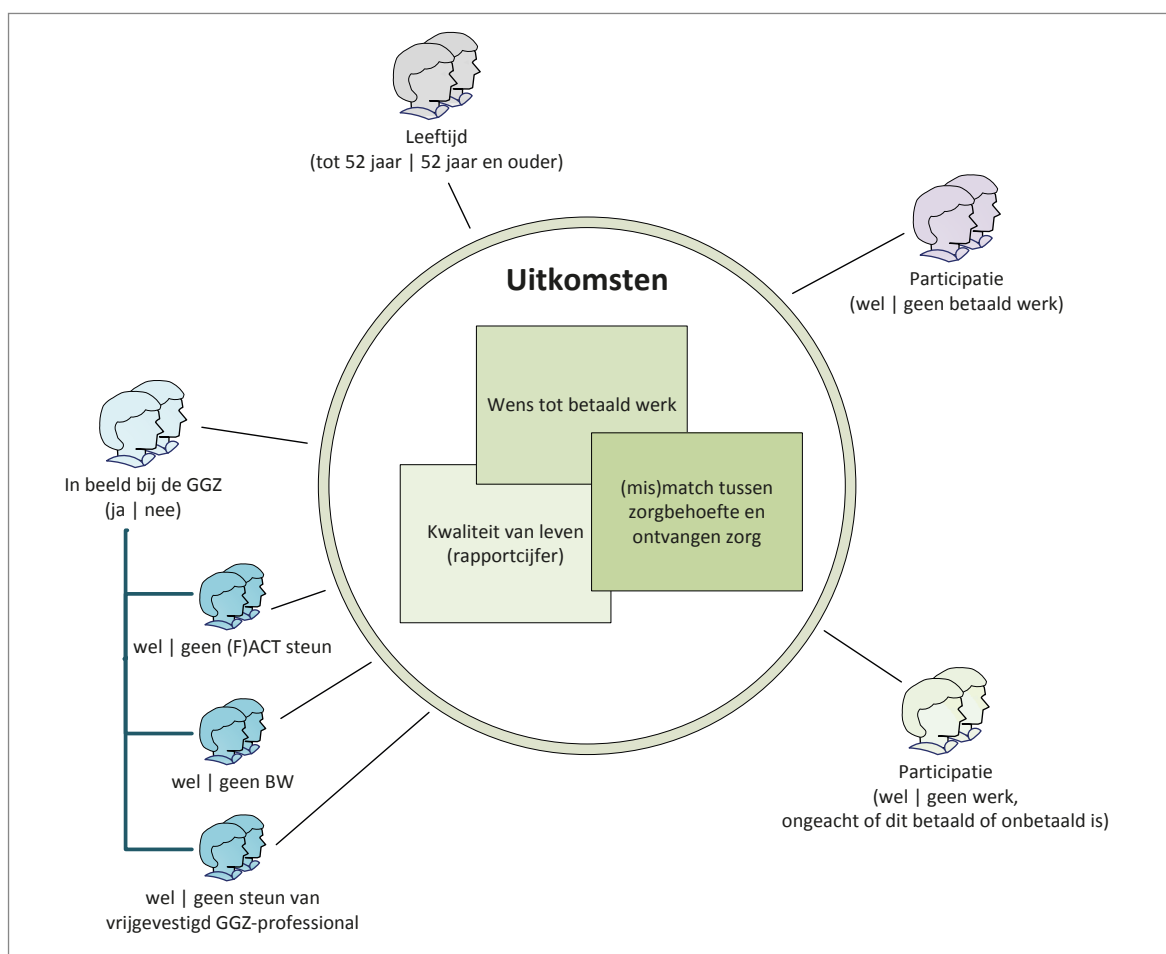 Leeftijd
(tot 52 jaar | 52 jaar en ouder)
Participatie
(wel | geen betaald werk)
Uitkomsten
Wens tot betaald werk
(mis)match tussen
zorgbehoefte en
ontvangen zorg
Kwaliteit van leven
(rapportcijfer)
In beeld bij de GGZ
(ja | nee)
wel | geen (F)ACT steun
wel | geen BW
wel | geen steun van
vrijgevestigd GGZ-professional
Participatie
(wel | geen werk,
ongeacht of dit betaald of onbetaald is)